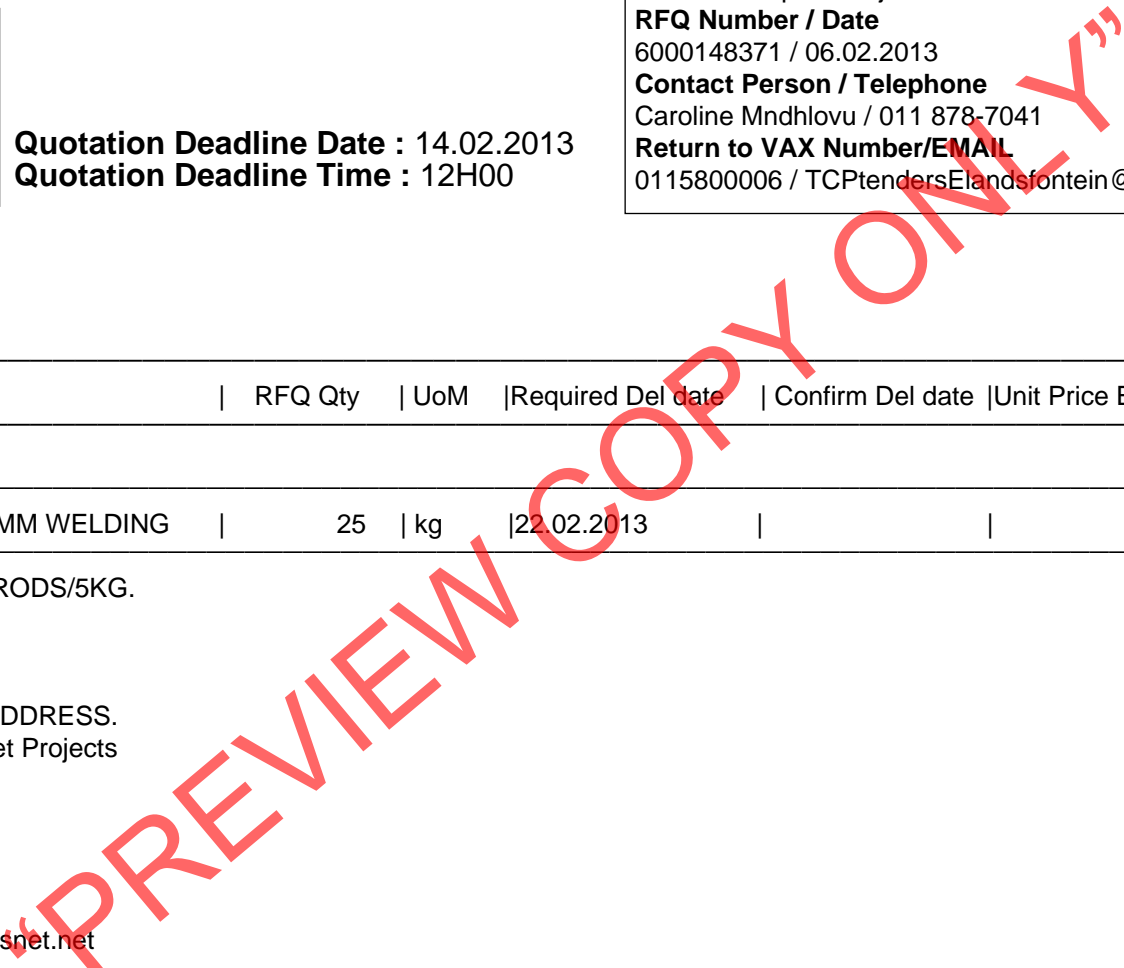 RFQ Number / Date
6000148371 / 06.02.2013
Contact Person / Telephone
Caroline Mndhlovu / 011 878-7041
Return to VAX Number/EMAIL
0115800006 / TCPtendersElandsfontein@
Quotation Deadline Date : 14.02.2013
Quotation Deadline Time : 12H00
| RFQ Qty | UoM |Required Del date | Confirm Del date |Unit Price E
MM WELDING | 25 | kg |22.02.2013 | |
RODS/5KG.
DDRESS.
et Projects
snet.net
“PREVIEW COPY ONLY”